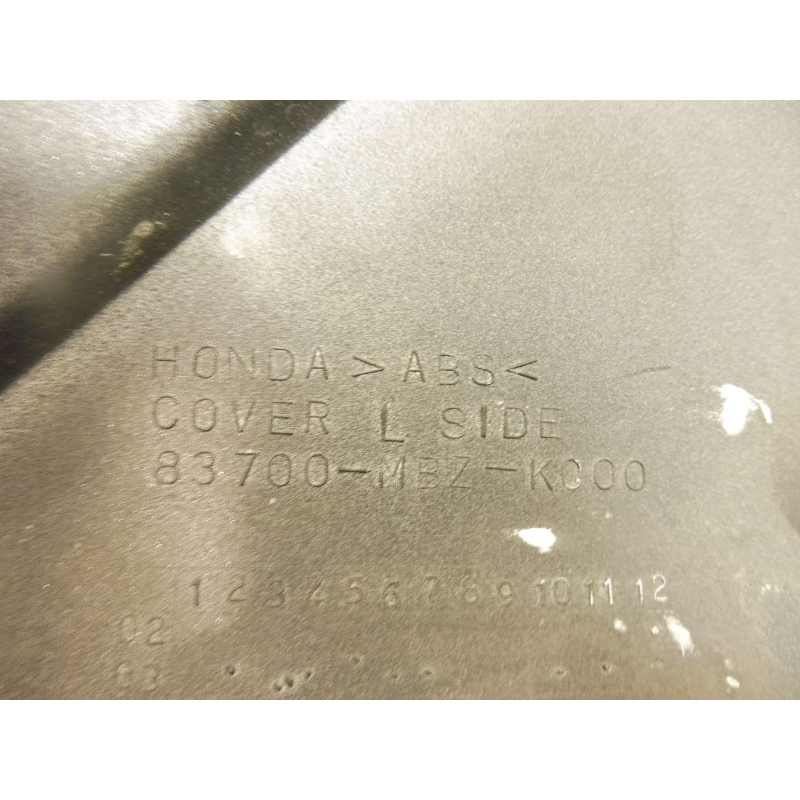 HONDA >ABS<
COVER L SIDE
83700-MBZ-K000
1 2 3 4 5 6 7 8 9 10 11 12
02
03